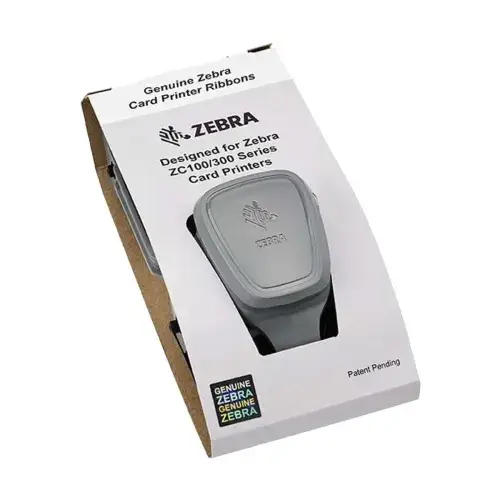 Genuine Zebra
Card Printer Ribbons
ZEBRA
Designed for Zebra
ZC100/300 Series
Card Printers
ZEBRA
Patent Pending
GENUINE
ZEBRA
GENUINE
ZEBRA